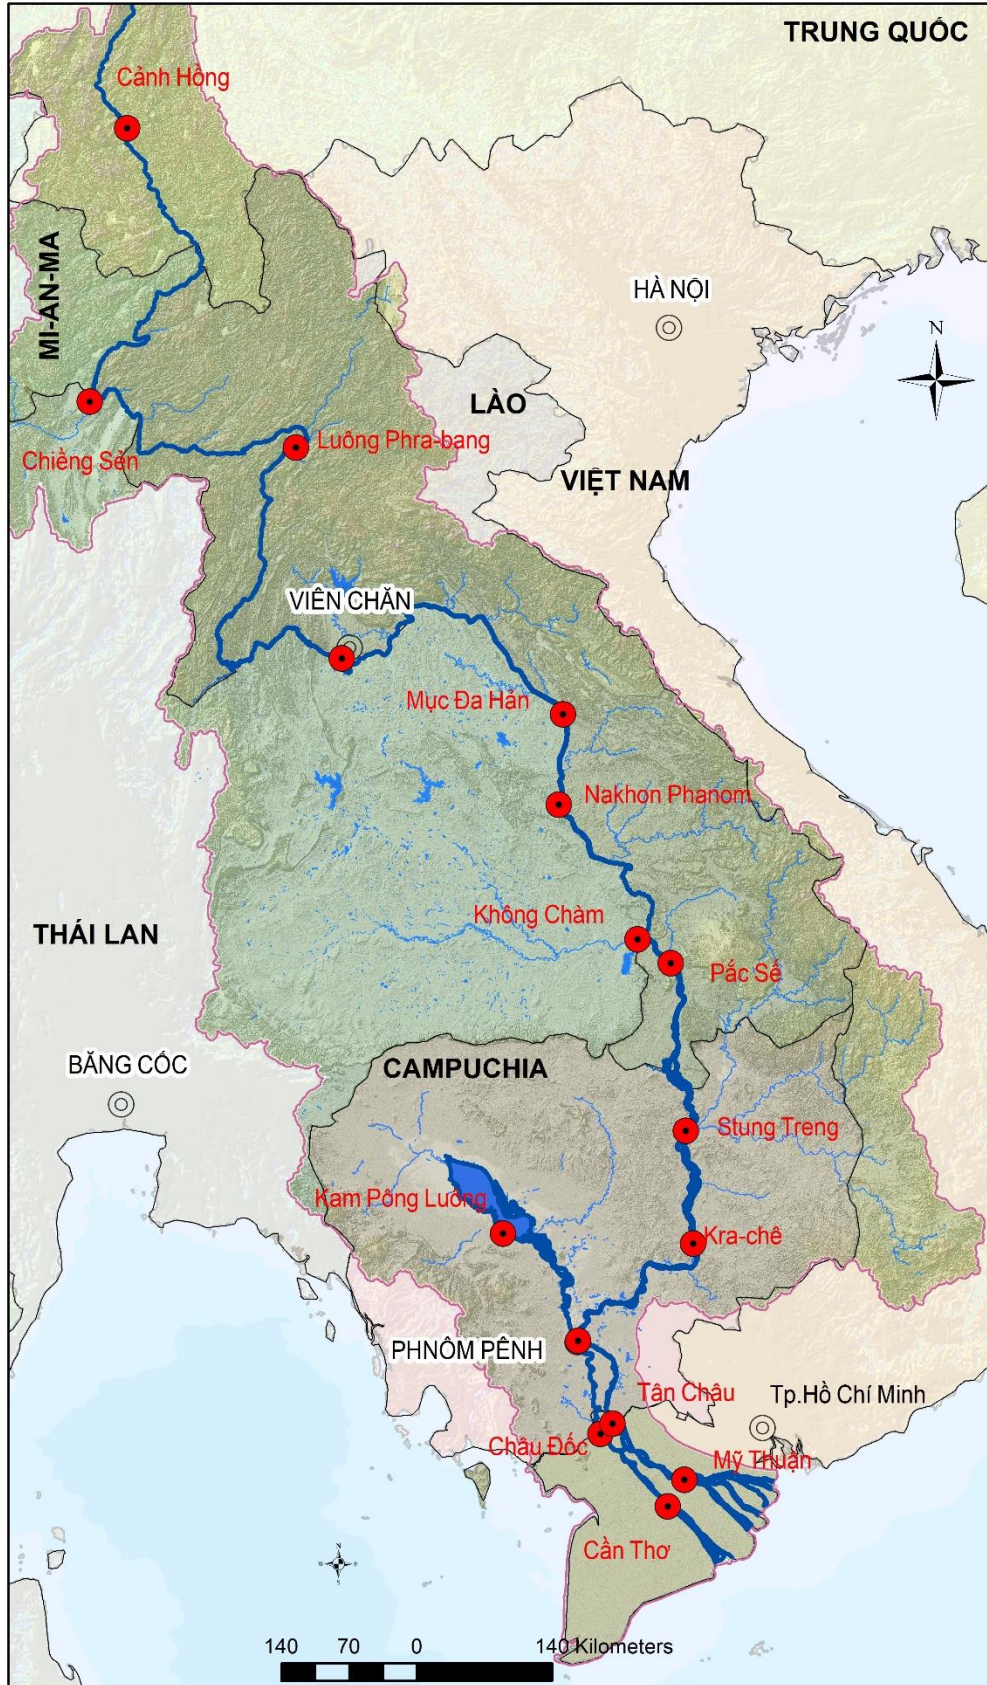 TRUNG QUỐC
Cảnh Hồng
MI-AN-MA
HÀ NỘI
N
LÀO
Luông Phra-bang
Chiềng Sẻn
VIỆT NAM
VIÊN CHĂN
Mục Đa Hán
Nakhon Phanom
Không Chàm
THÁI LAN
Pắc Sế
BĂNG CỐC
CAMPUCHIA
Stung Treng
Kam Pông Luông
Kra-chê
PHNÔM PÊNH
Tân Châu
Tp.Hồ Chí Minh
Châu Đốc
Mỹ Thuận
Cần Thơ
N
S
140 70 0 140 Kilometers